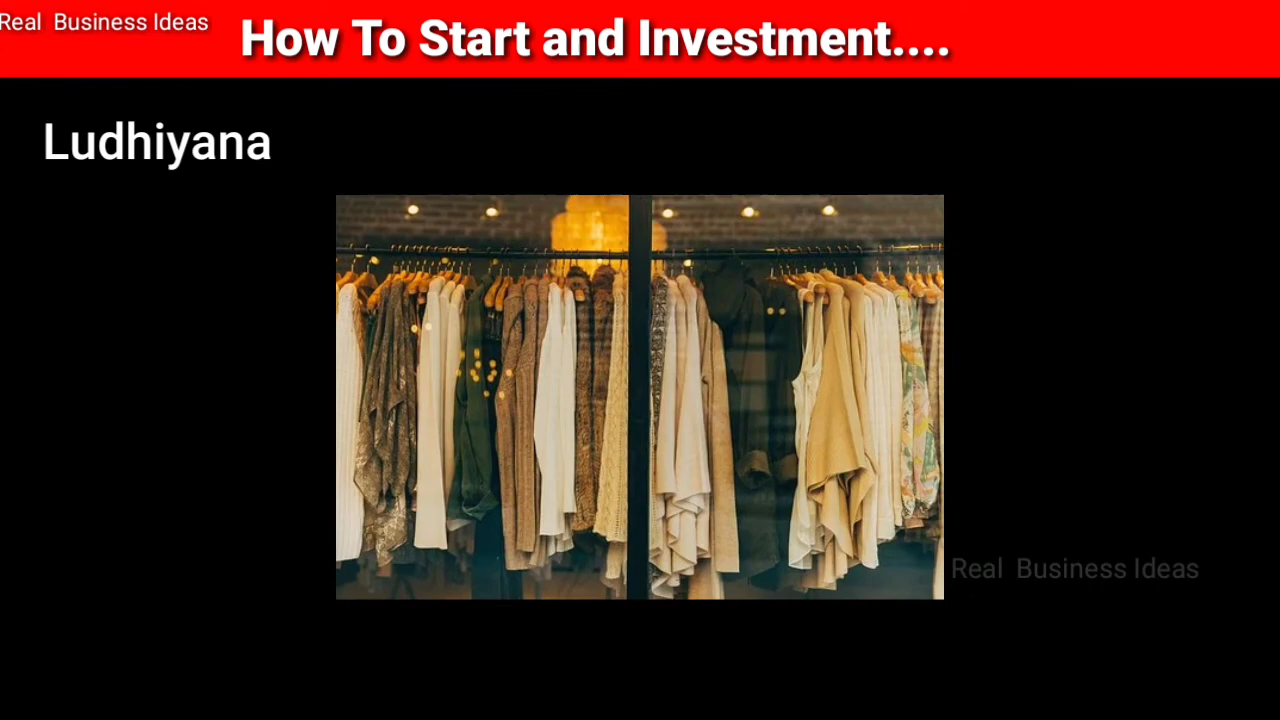 Real Business Ideas
How To Start and Investment....
Ludhiyana
Real Business Ideas